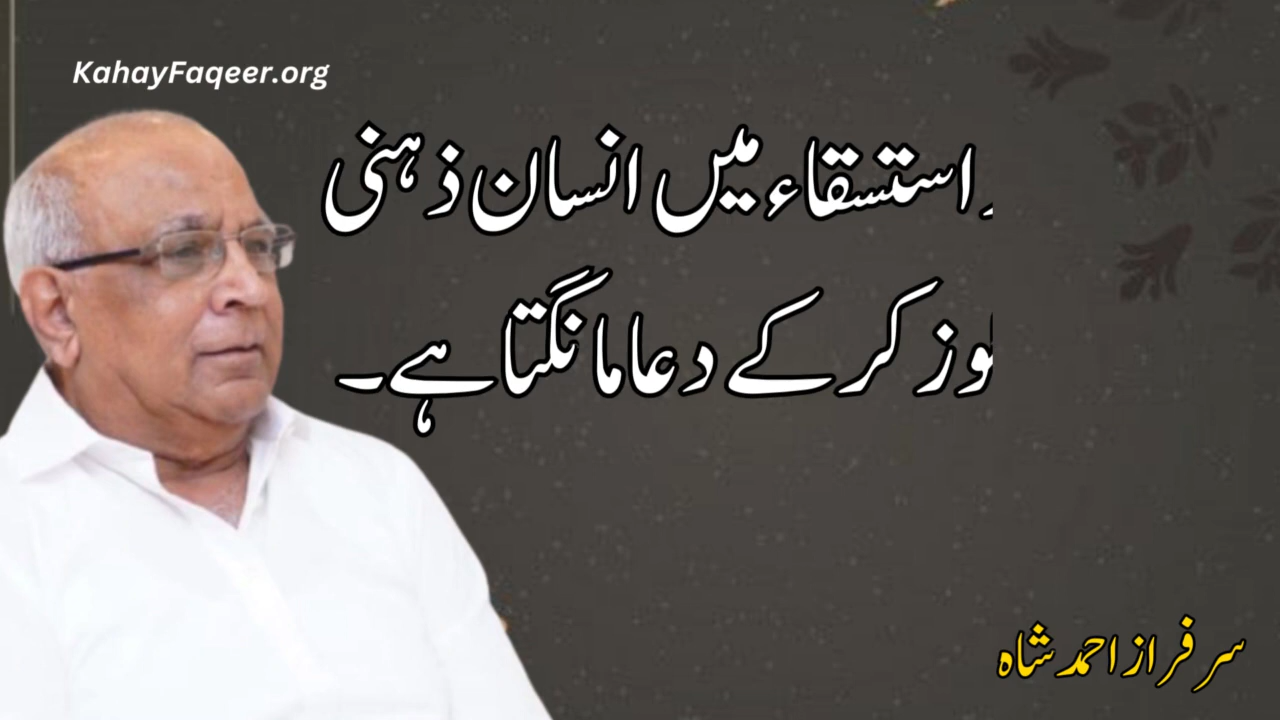 KahayFaqeer.org
استسقاء میں انسان ذہنی
کر کے دعا مانگتا ہے۔
سرفراز احمد شاہ